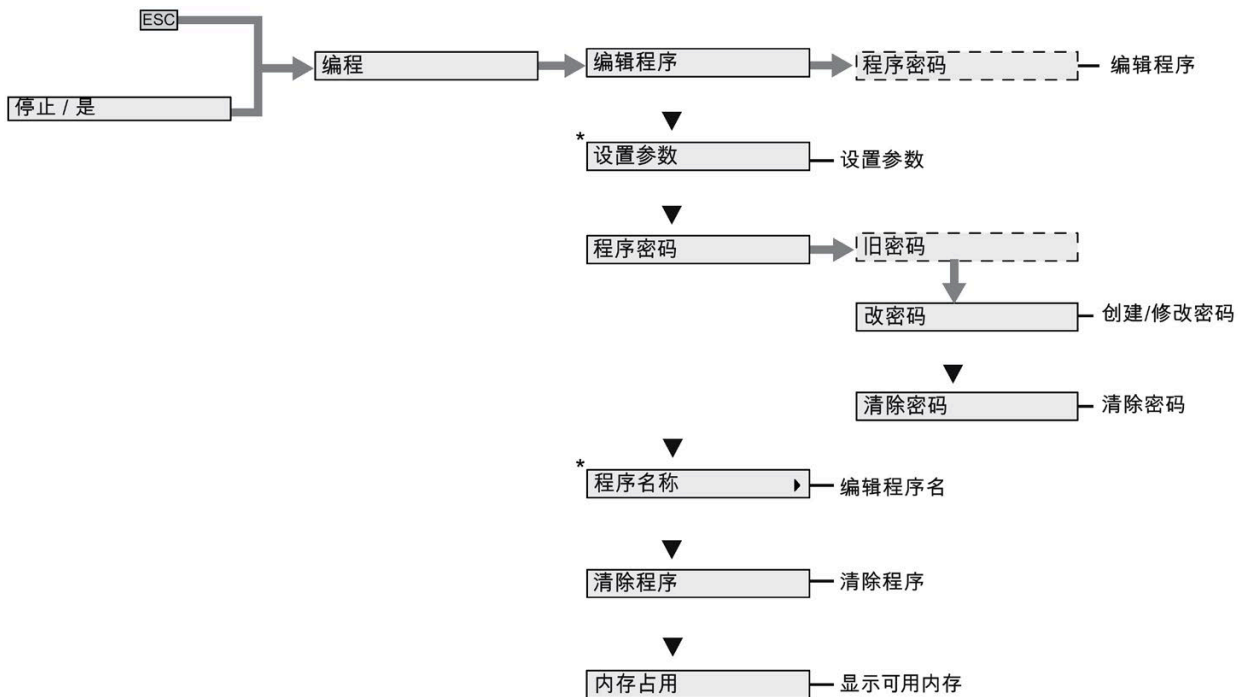 ESC
停止 / 是
编程
编辑程序
程序密码
编辑程序
*
设置参数
设置参数
程序密码
旧密码
改密码
创建/修改密码
清除密码
清除密码
*
程序名称
编辑程序名
清除程序
清除程序
内存占用
显示可用内存